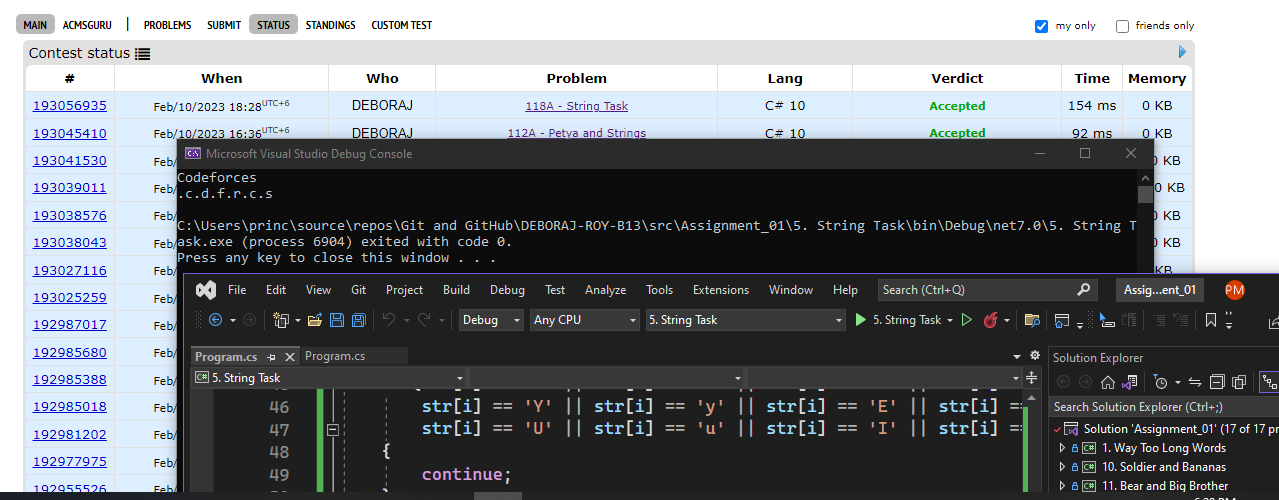 MAIN ACMSGURU | PROBLEMS SUBMIT STATUS STANDINGS CUSTOM TEST
my only friends only
Contest status
# When Who Problem Lang Verdict Time Memory
193056935 Feb/10/2023 18:28 UTC+6 DEBORAJ 118A - String Task C# 10 Accepted 154 ms 0 KB
193045410 Feb/10/2023 16:36 UTC+6 DEBORAJ 112A - Petya and Strings C# 10 Accepted 92 ms 0 KB
193041530 Feb/
193039011 Feb/ 0 KB
193038576 Feb/ 0 KB
193038043 Feb/ 0 KB
193027116 Feb/ KB
193025259 Feb/
192987017 Feb/
192985680 Feb/
192985388 Feb/
192985018 Feb/
192981202 Feb/
192977975 Feb/
192955526 Feb/
Microsoft Visual Studio Debug Console
Codeforces
.c.d.f.r.c.s
C:\Users\princ\source\repos\Git and GitHub\DEBORAJ-ROY-B13\src\Assignment_01\5. String Task\bin\Debug\net7.0\5. String T
ask.exe (process 6904) exited with code 0.
Press any key to close this window . . .
File Edit View Git Project Build Debug Test Analyze Tools Extensions Window Help Search (Ctrl+Q) Assig...ent_01 PM
Debug Any CPU 5. String Task 5. String Task
Program.cs Program.cs
C# 5. String Task
46 str[i] == 'Y' || str[i] == 'y' || str[i] == 'E' || str[i] ==
47 str[i] == 'U' || str[i] == 'u' || str[i] == 'I' || str[i] ==
48 {
49 continue;
Solution Explorer
Search Solution Explorer (Ctrl+;)
Solution 'Assignment_01' (17 of 17 pr
C# 1. Way Too Long Words
C# 10. Soldier and Bananas
C# 11. Bear and Big Brother